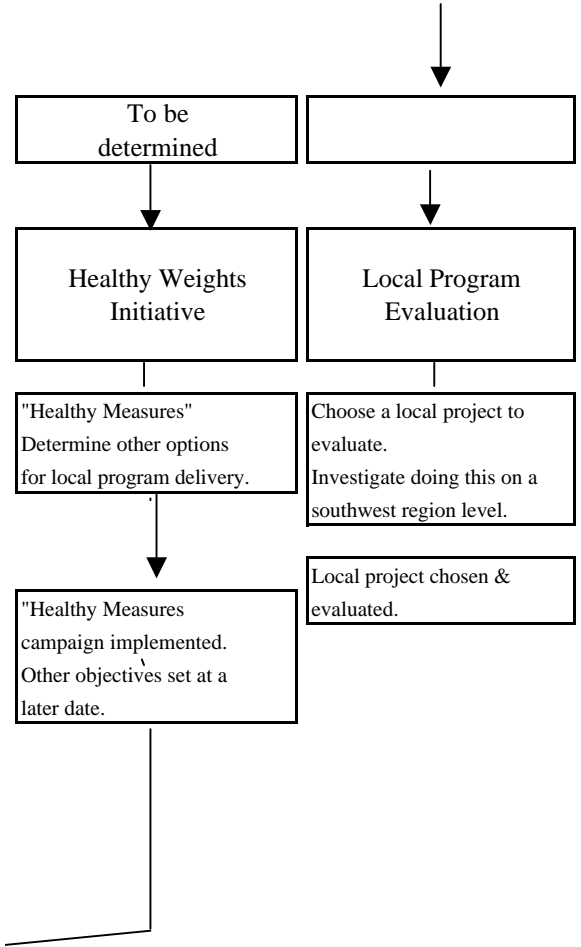 To be
determined
Healthy Weights
Initiative
"Healthy Measures"
Determine other options
for local program delivery.
"Healthy Measures
campaign implemented.
Other objectives set at a
later date.
Local Program
Evaluation
Choose a local project to
evaluate.
Investigate doing this on a
southwest region level.
Local project chosen &
evaluated.